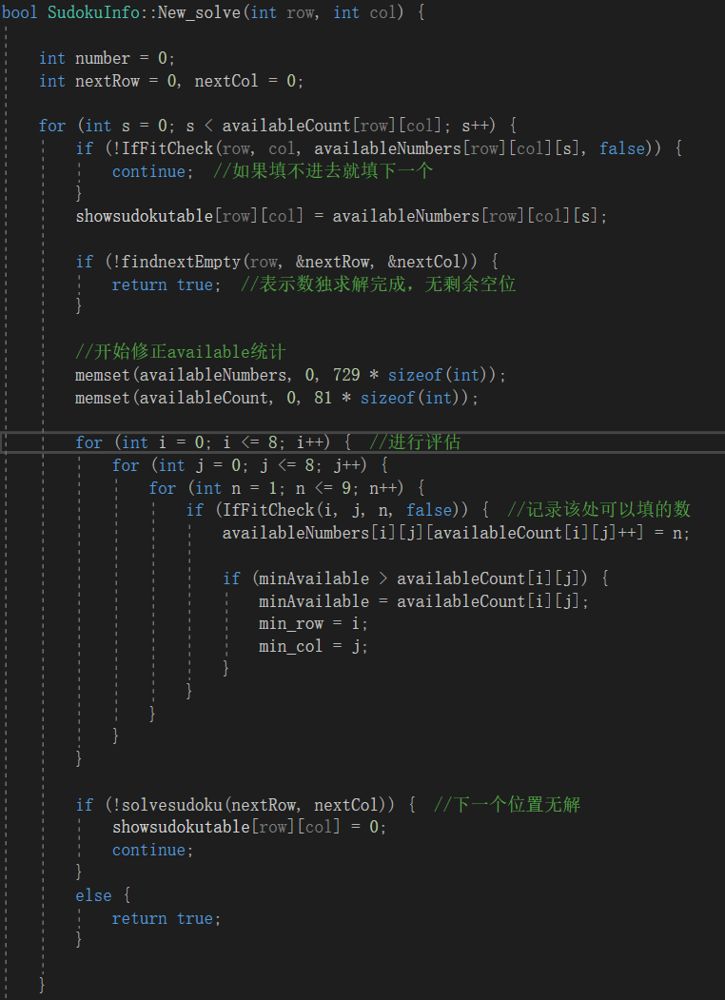 bool SudokuInfo::New_solve(int row, int col) {
int number = 0;
int nextRow = 0, nextCol = 0;
for (int s = 0; s < availableCount[row][col]; s++) {
if (!IfFitCheck(row, col, availableNumbers[row][col][s], false)) {
continue;  //如果填不进去就填下一个
}
showsudokutable[row][col] = availableNumbers[row][col][s];
if (!findnextEmpty(row, &nextRow, &nextCol)) {
return true;  //表示数独求解完成，无剩余空位
}
//开始修正available统计
memset(availableNumbers, 0, 729 * sizeof(int));
memset(availableCount, 0, 81 * sizeof(int));
for (int i = 0; i <= 8; i++) {  //进行评估
for (int j = 0; j <= 8; j++) {
for (int n = 1; n <= 9; n++) {
if (IfFitCheck(i, j, n, false)) {  //记录该处可以填的数
availableNumbers[i][j][availableCount[i][j]++] = n;
if (minAvailable > availableCount[i][j]) {
minAvailable = availableCount[i][j];
min_row = i;
min_col = j;
}
}
}
}
}
if (!solvesudoku(nextRow, nextCol)) {  //下一个位置无解
showsudokutable[row][col] = 0;
continue;
}
else {
return true;
}
}